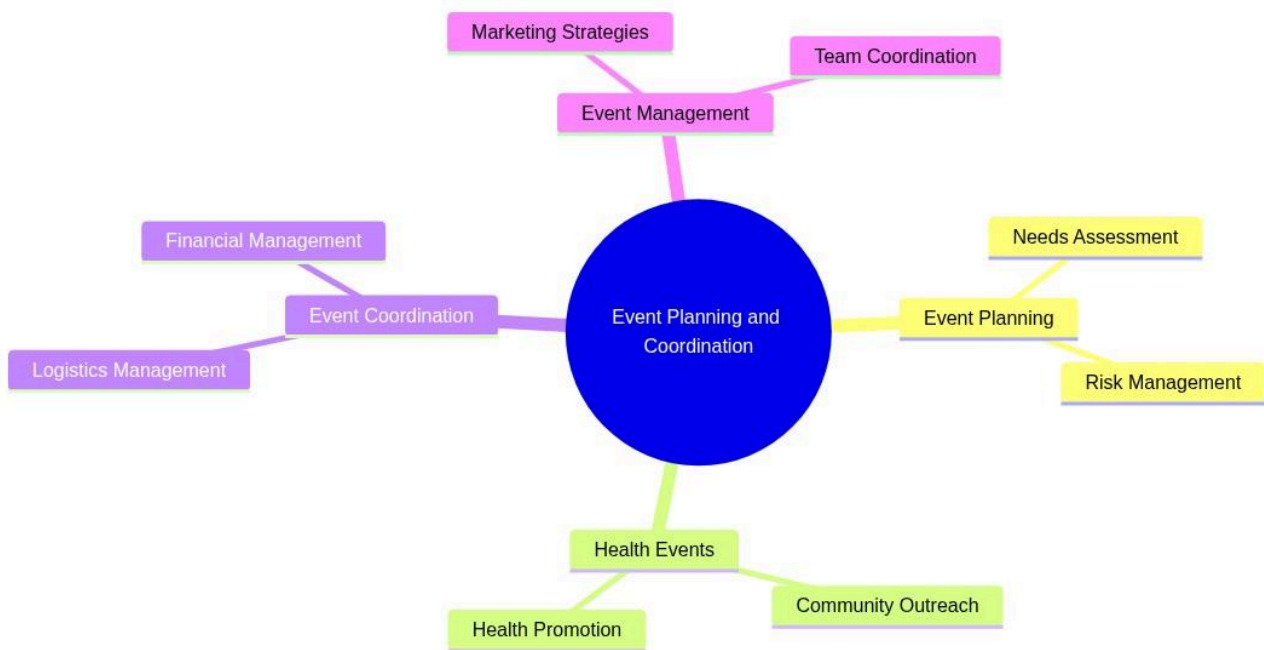 Marketing Strategies
Team Coordination
Event Management
Financial Management
Needs Assessment
Event Coordination
Event Planning and
Coordination
Event Planning
Logistics Management
Risk Management
Health Events
Community Outreach
Health Promotion